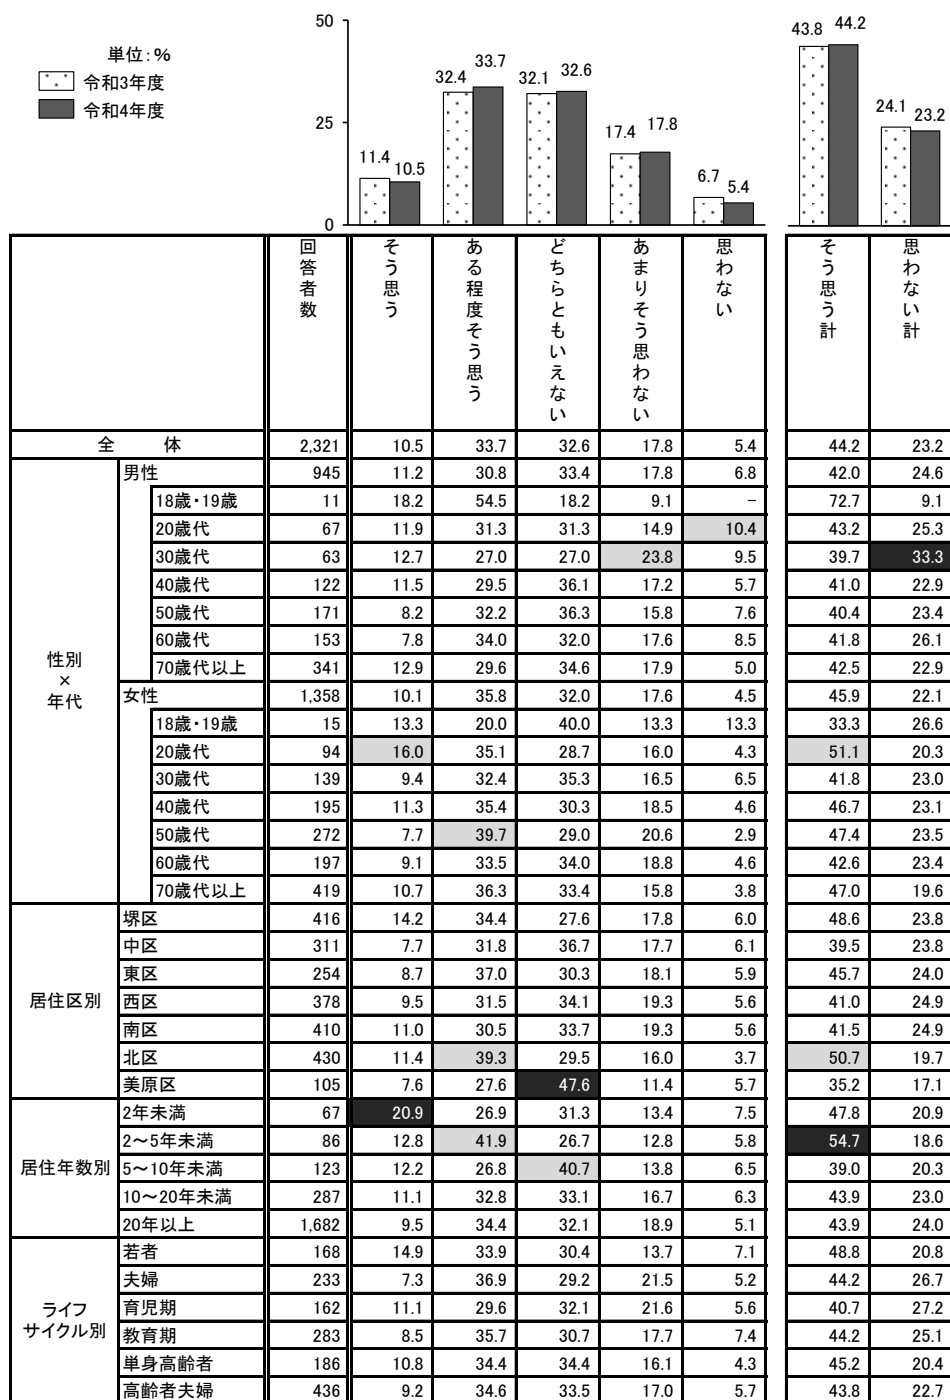 単位:%
令和3年度
令和4年度
50
25
0
11.4 10.5
32.4 33.7
32.1 32.6
17.4 17.8
6.7 5.4
43.8 44.2
24.1 23.2
回答者数
そう思う
ある程度そう思う
どちらともいえない
あまりそう思わない
思わない
そう思う計
思わない計
全 体 2,321 10.5 33.7 32.6 17.8 5.4 44.2 23.2
性別×年代
男性 945 11.2 30.8 33.4 17.8 6.8 42.0 24.6
18歳・19歳 11 18.2 54.5 18.2 9.1 − 72.7 9.1
20歳代 67 11.9 31.3 31.3 14.9 10.4 43.2 25.3
30歳代 63 12.7 27.0 27.0 23.8 9.5 39.7 33.3
40歳代 122 11.5 29.5 36.1 17.2 5.7 41.0 22.9
50歳代 171 8.2 32.2 36.3 15.8 7.6 40.4 23.4
60歳代 153 7.8 34.0 32.0 17.6 8.5 41.8 26.1
70歳代以上 341 12.9 29.6 34.6 17.9 5.0 42.5 22.9
女性 1,358 10.1 35.8 32.0 17.6 4.5 45.9 22.1
18歳・19歳 15 13.3 20.0 40.0 13.3 13.3 33.3 26.6
20歳代 94 16.0 35.1 28.7 16.0 4.3 51.1 20.3
30歳代 139 9.4 32.4 35.3 16.5 6.5 41.8 23.0
40歳代 195 11.3 35.4 30.3 18.5 4.6 46.7 23.1
50歳代 272 7.7 39.7 29.0 20.6 2.9 47.4 23.5
60歳代 197 9.1 33.5 34.0 18.8 4.6 42.6 23.4
70歳代以上 419 10.7 36.3 33.4 15.8 3.8 47.0 19.6
居住区別
堺区 416 14.2 34.4 27.6 17.8 6.0 48.6 23.8
中区 311 7.7 31.8 36.7 17.7 6.1 39.5 23.8
東区 254 8.7 37.0 30.3 18.1 5.9 45.7 24.0
西区 378 9.5 31.5 34.1 19.3 5.6 41.0 24.9
南区 410 11.0 30.5 33.7 19.3 5.6 41.5 24.9
北区 430 11.4 39.3 29.5 16.0 3.7 50.7 19.7
美原区 105 7.6 27.6 47.6 11.4 5.7 35.2 17.1
居住年数別
2年未満 67 20.9 26.9 31.3 13.4 7.5 47.8 20.9
2～5年未満 86 12.8 41.9 26.7 12.8 5.8 54.7 18.6
5～10年未満 123 12.2 26.8 40.7 13.8 6.5 39.0 20.3
10～20年未満 287 11.1 32.8 33.1 16.7 6.3 43.9 23.0
20年以上 1,682 9.5 34.4 32.1 18.9 5.1 43.9 24.0
ライフ
サイクル別
若者 168 14.9 33.9 30.4 13.7 7.1 48.8 20.8
夫婦 233 7.3 36.9 29.2 21.5 5.2 44.2 26.7
育児期 162 11.1 29.6 32.1 21.6 5.6 40.7 27.2
教育期 283 8.5 35.7 30.7 17.7 7.4 44.2 25.1
単身高齢者 186 10.8 34.4 34.4 16.1 4.3 45.2 20.4
高齢者夫婦 436 9.2 34.6 33.5 17.0 5.7 43.8 22.7